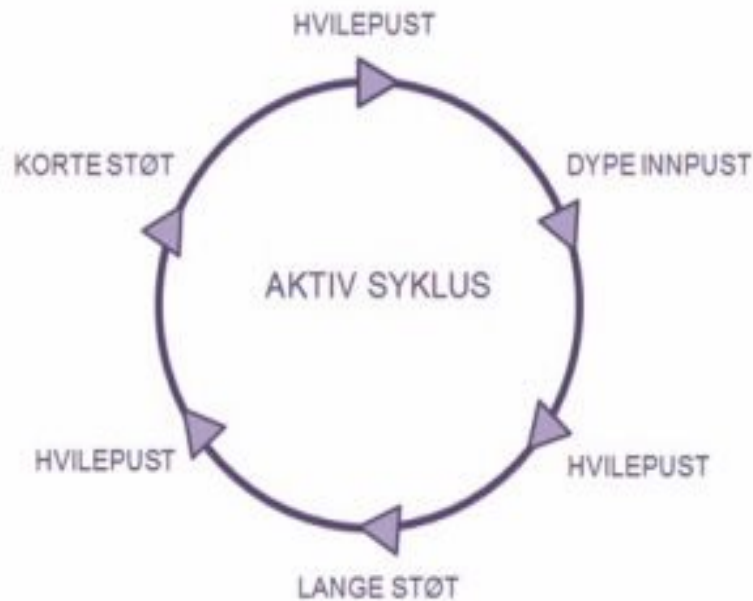 HVILEPUST
KORTE STØT
DYPE INNPUST
AKTIV SYKLUS
HVILEPUST
HVILEPUST
LANGE STØT